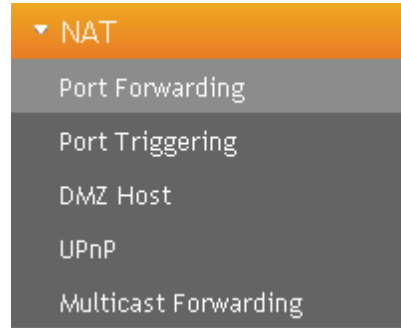 NAT
Port Forwarding
Port Triggering
DMZ Host
UPnP
Multicast Forwarding